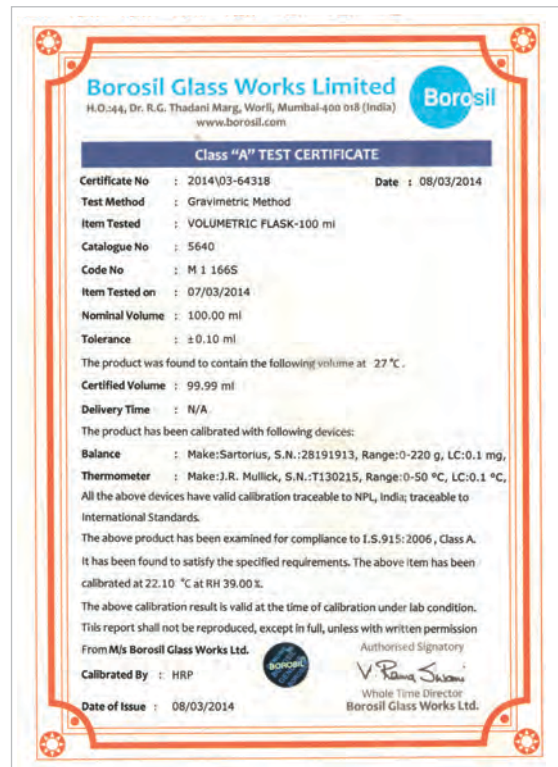 Borosil Glass Works Limited
H.O.:44, Dr. R.G. Thadani Marg, Worli, Mumbai-400 018 (India)
www.borosil.com
Borosil
Class "A" TEST CERTIFICATE
Certificate No : 2014\03-64318 Date : 08/03/2014
Test Method : Gravimetric Method
Item Tested : VOLUMETRIC FLASK-100 ml
Catalogue No : 5640
Code No : M 1 166S
Item Tested on : 07/03/2014
Nominal Volume : 100.00 ml
Tolerance : ±0.10 ml
The product was found to contain the following volume at 27 °C.
Certified Volume : 99.99 ml
Delivery Time : N/A
The product has been calibrated with following devices:
Balance : Make:Sartorius, S.N.:28191913, Range:0-220 g, LC:0.1 mg,
Thermometer : Make:J.R. Mullick, S.N.:T130215, Range:0-50 °C, LC:0.1 °C,
All the above devices have valid calibration traceable to NPL, India; traceable to
International Standards.
The above product has been examined for compliance to I.S.915:2006, Class A.
It has been found to satisfy the specified requirements. The above item has been
calibrated at 22.10 °C at RH 39.00 %.
The above calibration result is valid at the time of calibration under lab condition.
This report shall not be reproduced, except in full, unless with written permission
From M/s Borosil Glass Works Ltd.
Authorised Signatory
BOROSIL
V. Rama Swami
Calibrated By : HRP
Whole Time Director
Date of Issue : 08/03/2014
Borosil Glass Works Ltd.